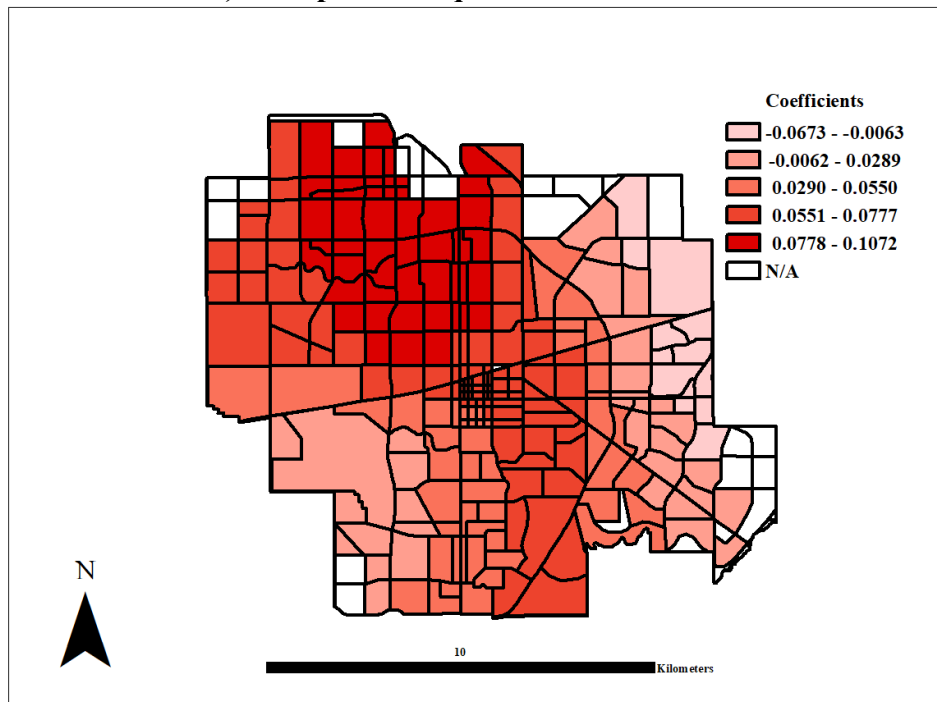 Coefficients
-0.0673 - -0.0063
-0.0062 - 0.0289
0.0290 - 0.0550
0.0551 - 0.0777
0.0778 - 0.1072
N/A
N
10
Kilometers